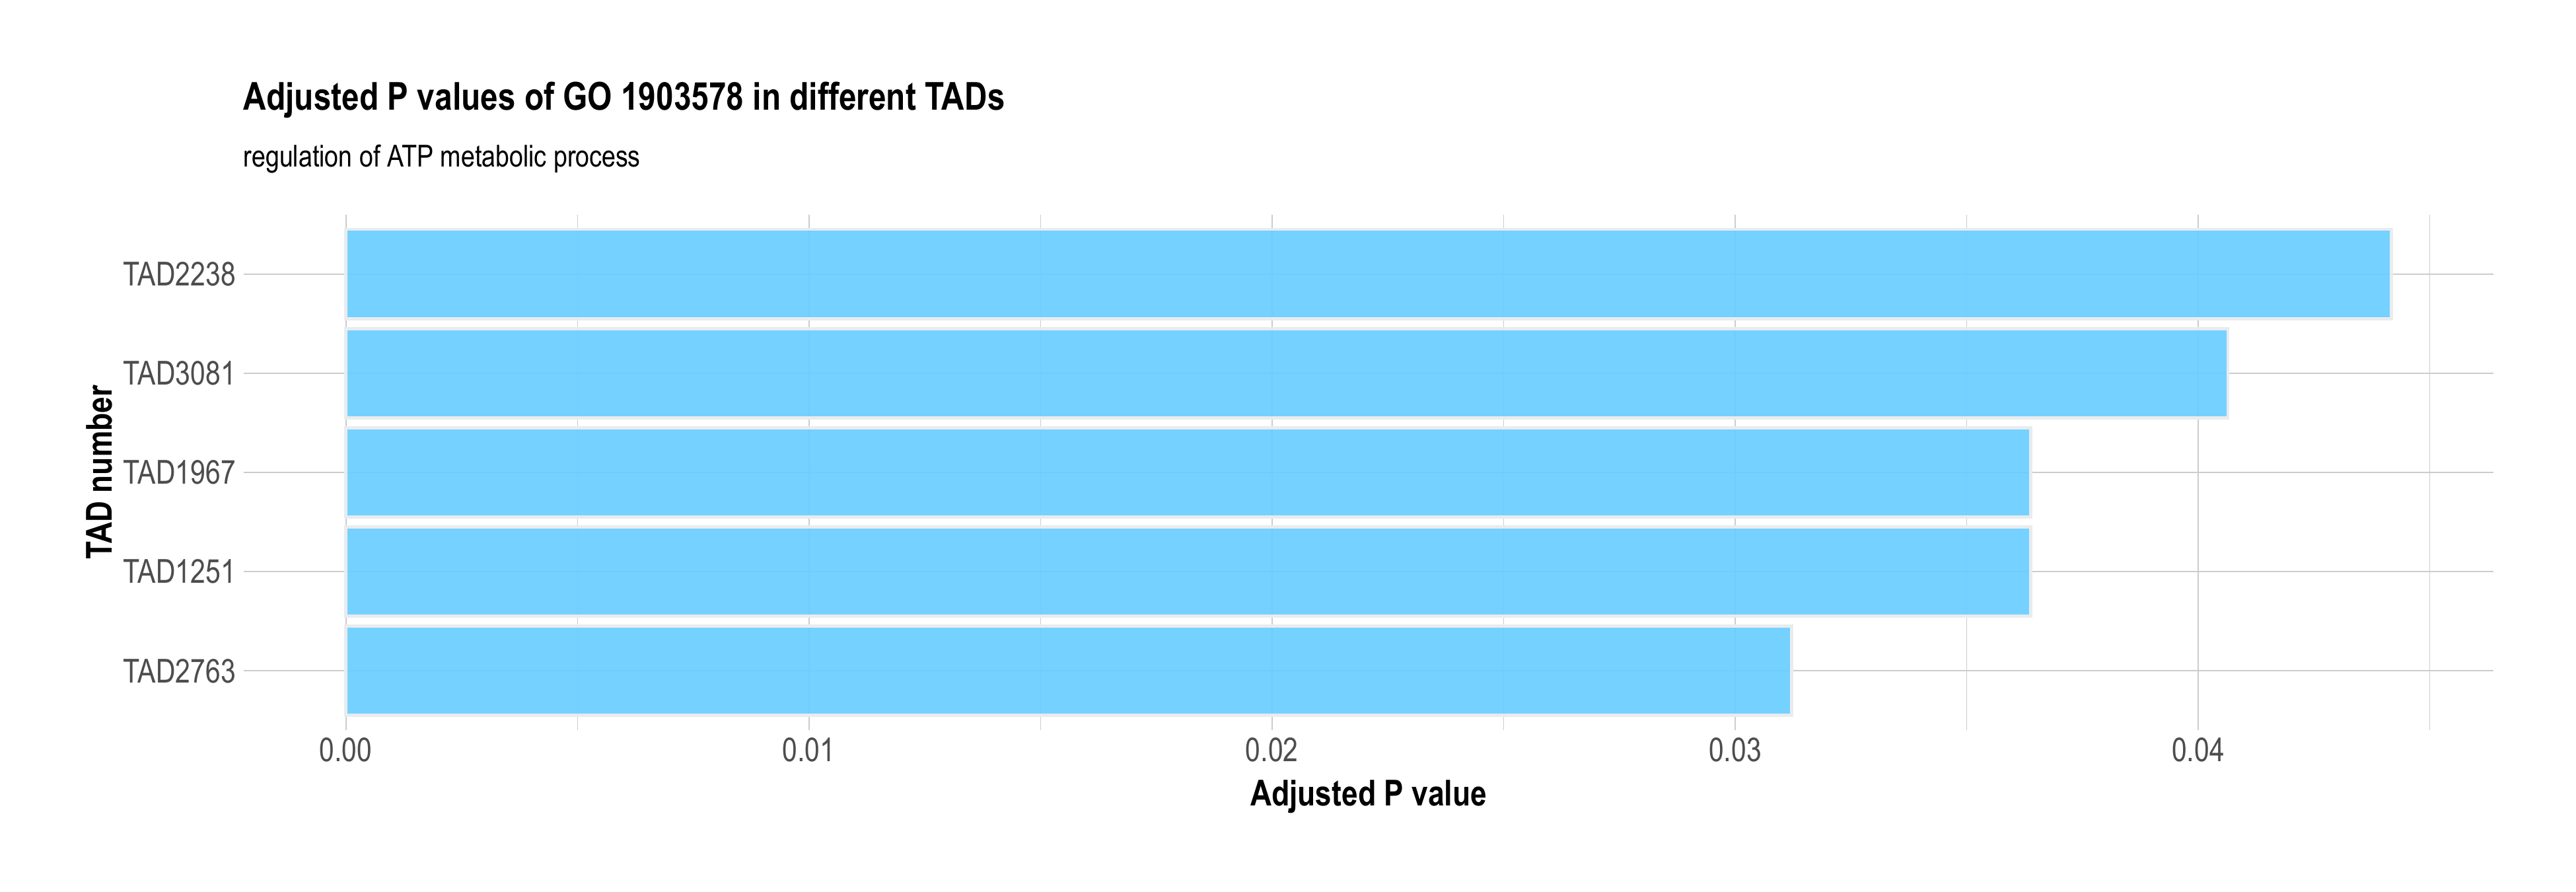 Adjusted P values of GO 1903578 in different TADs
regulation of ATP metabolic process
TAD number
TAD2238
TAD3081
TAD1967
TAD1251
TAD2763
0.00 0.01 0.02 0.03 0.04
Adjusted P value